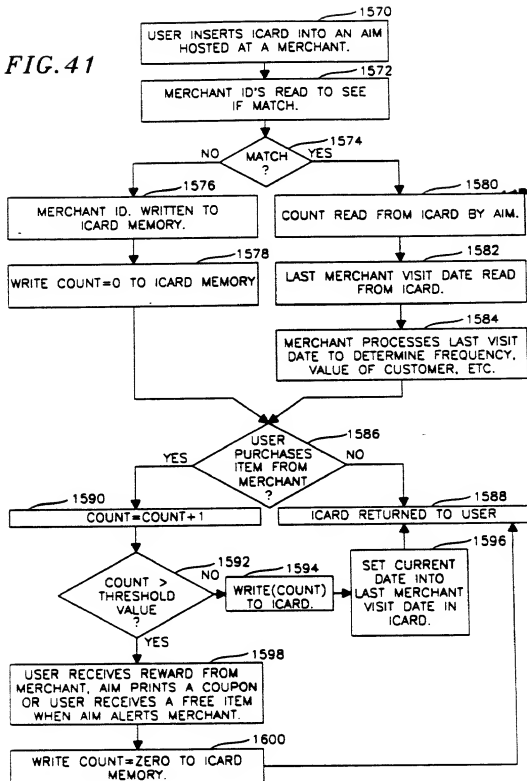 FIG. 41
1570
USER INSERTS ICARD INTO AN AIM
HOSTED AT A MERCHANT.
1572
MERCHANT ID'S READ TO SEE
IF MATCH.
1574
MATCH
?
NO
YES
1576
MERCHANT ID. WRITTEN TO
ICARD MEMORY.
1578
WRITE COUNT=0 TO ICARD MEMORY
1580
COUNT READ FROM ICARD BY AIM.
1582
LAST MERCHANT VISIT DATE READ
FROM ICARD.
1584
MERCHANT PROCESSES LAST VISIT
DATE TO DETERMINE FREQUENCY,
VALUE OF CUSTOMER, ETC.
1586
USER
PURCHASES
ITEM FROM
MERCHANT
?
YES
NO
1590
COUNT=COUNT+1
1588
ICARD RETURNED TO USER
1592
COUNT >
THRESHOLD
VALUE
?
NO
YES
1594
WRITE(COUNT)
TO ICARD.
1596
SET CURRENT
DATE INTO
LAST MERCHANT
VISIT DATE IN
ICARD.
1598
USER RECEIVES REWARD FROM
MERCHANT, AIM PRINTS A COUPON
OR USER RECEIVES A FREE ITEM
WHEN AIM ALERTS MERCHANT.
1600
WRITE COUNT=ZERO TO ICARD
MEMORY.